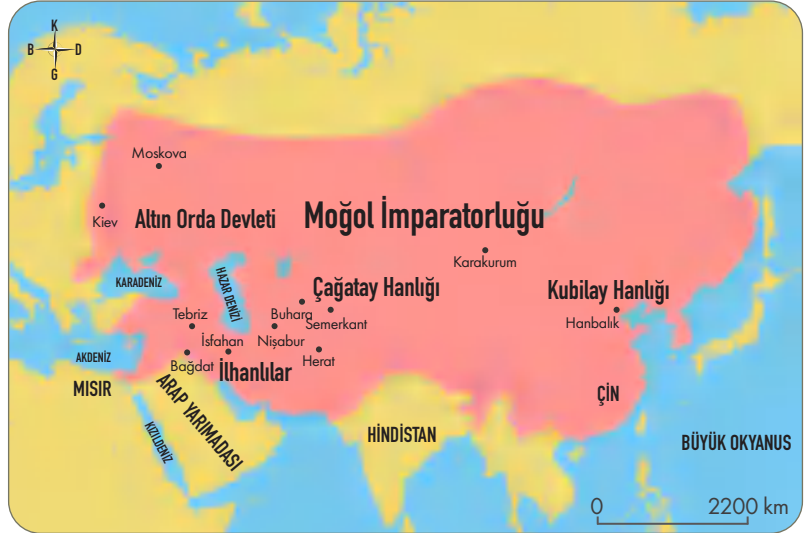 K
B
D
G
Moskova
Kiev
Altın Orda Devleti
Moğol İmparatorluğu
Karakurum
KARADENİZ
HAZAR DENİZİ
Çağatay Hanlığı
Kubilay Hanlığı
Tebriz
Buhara
Semerkant
Hanbalık
İsfahan
Nişabur
AKDENİZ
Bağdat
Herat
İlhanlılar
MISIR
ARAP YARIMADASI
ÇİN
KIZILDENİZ
HİNDİSTAN
BÜYÜK OKYANUS
0
2200 km